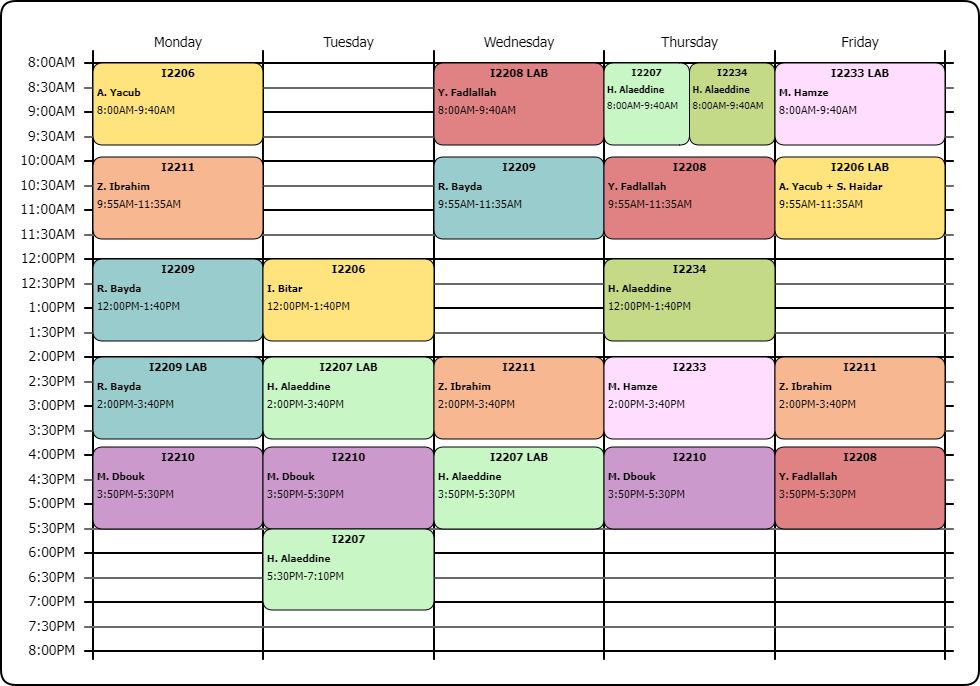 Monday Tuesday Wednesday Thursday Friday
8:00AM
8:30AM
9:00AM
9:30AM
10:00AM
10:30AM
11:00AM
11:30AM
12:00PM
12:30PM
1:00PM
1:30PM
2:00PM
2:30PM
3:00PM
3:30PM
4:00PM
4:30PM
5:00PM
5:30PM
6:00PM
6:30PM
7:00PM
7:30PM
8:00PM
I2206
A. Yacub
8:00AM-9:40AM
I2211
Z. Ibrahim
9:55AM-11:35AM
I2209
R. Bayda
12:00PM-1:40PM
I2209 LAB
R. Bayda
2:00PM-3:40PM
I2210
M. Dbouk
3:50PM-5:30PM
I2206
I. Bitar
12:00PM-1:40PM
I2207 LAB
H. Alaeddine
2:00PM-3:40PM
I2210
M. Dbouk
3:50PM-5:30PM
I2207
H. Alaeddine
5:30PM-7:10PM
I2208 LAB
Y. Fadlallah
8:00AM-9:40AM
I2209
R. Bayda
9:55AM-11:35AM
I2211
Z. Ibrahim
2:00PM-3:40PM
I2207 LAB
H. Alaeddine
3:50PM-5:30PM
I2207
H. Alaeddine
8:00AM-9:40AM
I2234
H. Alaeddine
8:00AM-9:40AM
I2208
Y. Fadlallah
9:55AM-11:35AM
I2234
H. Alaeddine
12:00PM-1:40PM
I2233
M. Hamze
2:00PM-3:40PM
I2210
M. Dbouk
3:50PM-5:30PM
I2233 LAB
M. Hamze
8:00AM-9:40AM
I2206 LAB
A. Yacub + S. Haidar
9:55AM-11:35AM
I2211
Z. Ibrahim
2:00PM-3:40PM
I2208
Y. Fadlallah
3:50PM-5:30PM